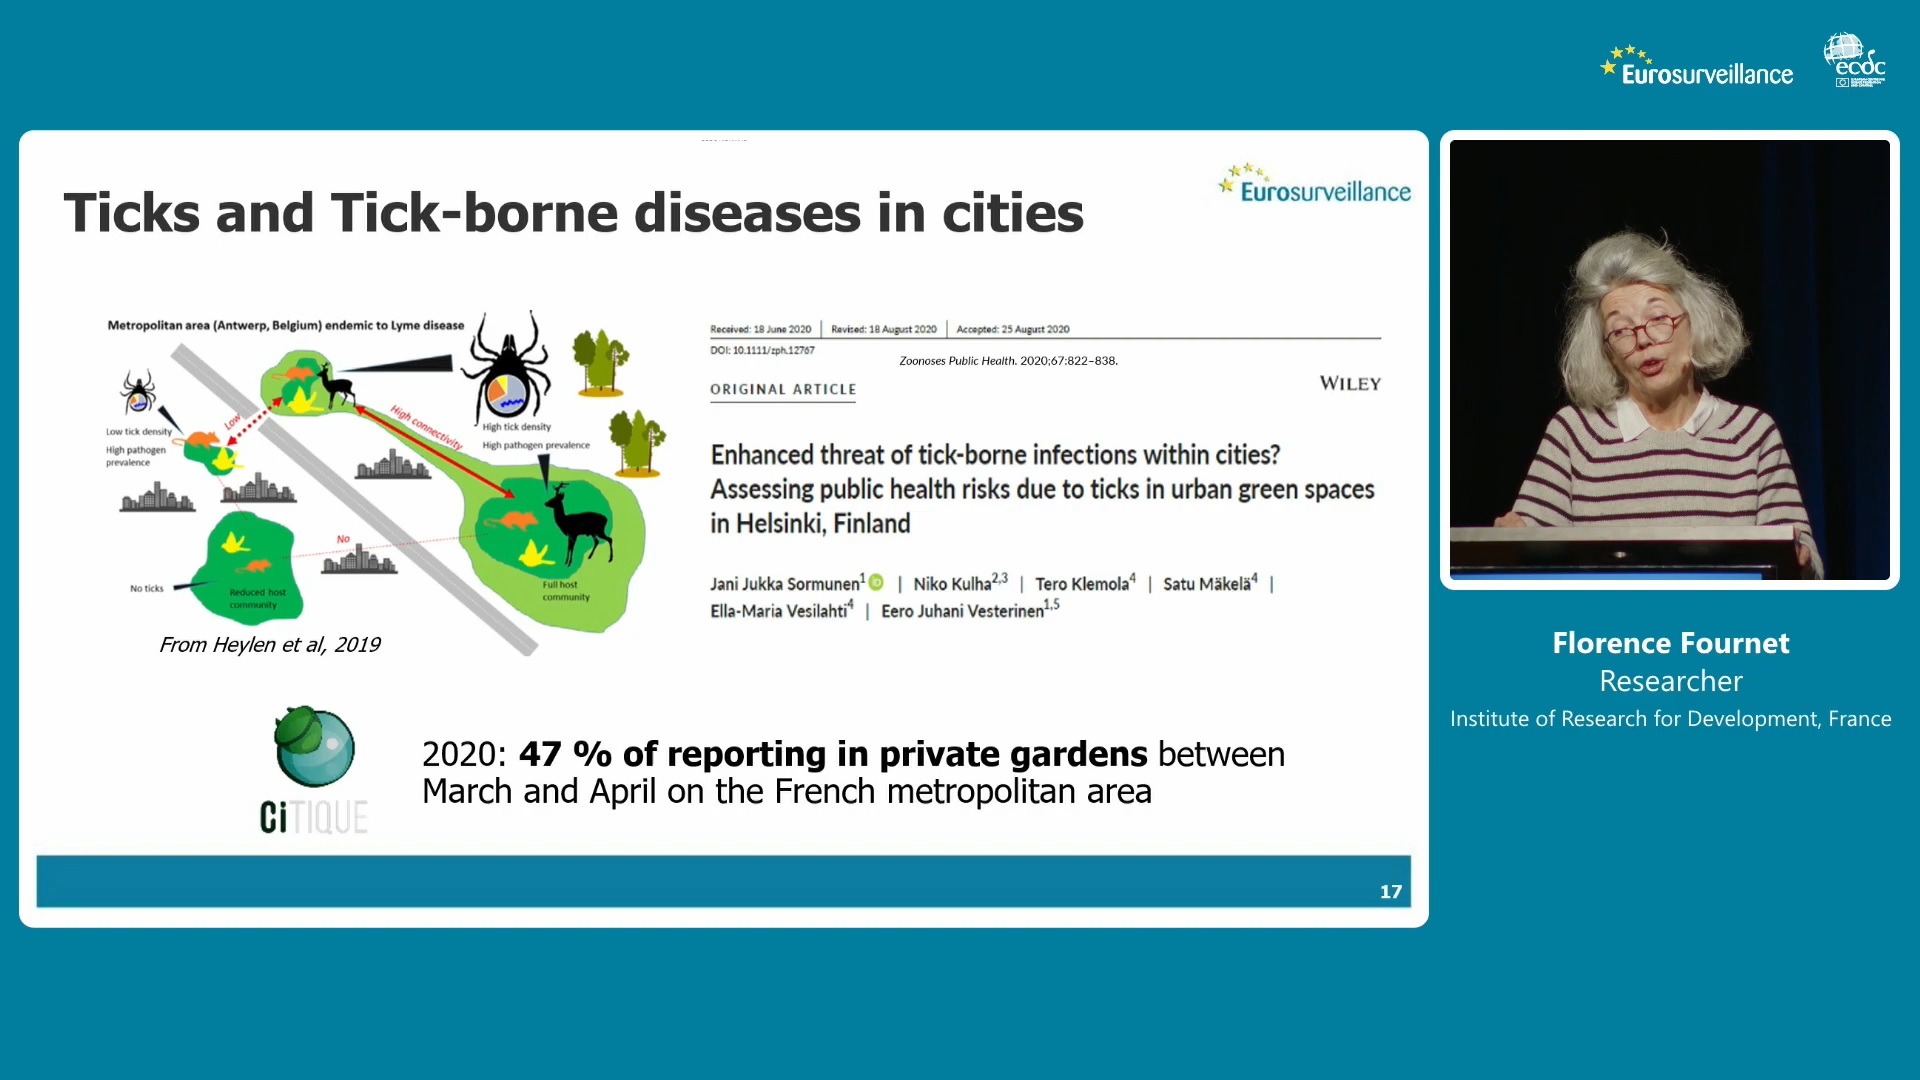 Eurosurveillance
ecdc
Eurosurveillance
Ticks and Tick-borne diseases in cities
Metropolitan area (Antwerp, Belgium) endemic to Lyme disease
Low tick density
High pathogen
prevalence
Low
High connectivity
High tick density
High pathogen prevalence
No
No ticks
Reduced host
community
Full host
community
From Heylen et al, 2019
Received: 18 June 2020 | Revised: 18 August 2020 | Accepted: 25 August 2020
DOI: 10.1111/zph.12767
Zoonoses Public Health. 2020;67:822–838.
ORIGINAL ARTICLE
WILEY
Enhanced threat of tick-borne infections within cities?
Assessing public health risks due to ticks in urban green spaces
in Helsinki, Finland
Jani Jukka Sormunen1 iD | Niko Kulha2,3 | Tero Klemola4 | Satu Mäkelä4 |
Ella-Maria Vesilahti4 | Eero Juhani Vesterinen1,5
CiTIQUE
2020: 47 % of reporting in private gardens between
March and April on the French metropolitan area
17
Florence Fournet
Researcher
Institute of Research for Development, France